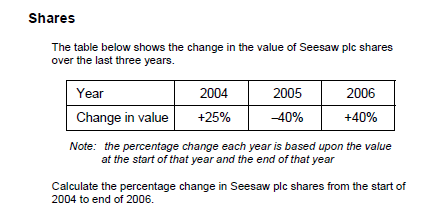 Shares
The table below shows the change in the value of Seesaw plc shares
over the last three years.
Year 2004 2005 2006
Change in value +25% –40% +40%
Note: the percentage change each year is based upon the value
at the start of that year and the end of that year
Calculate the percentage change in Seesaw plc shares from the start of
2004 to end of 2006.